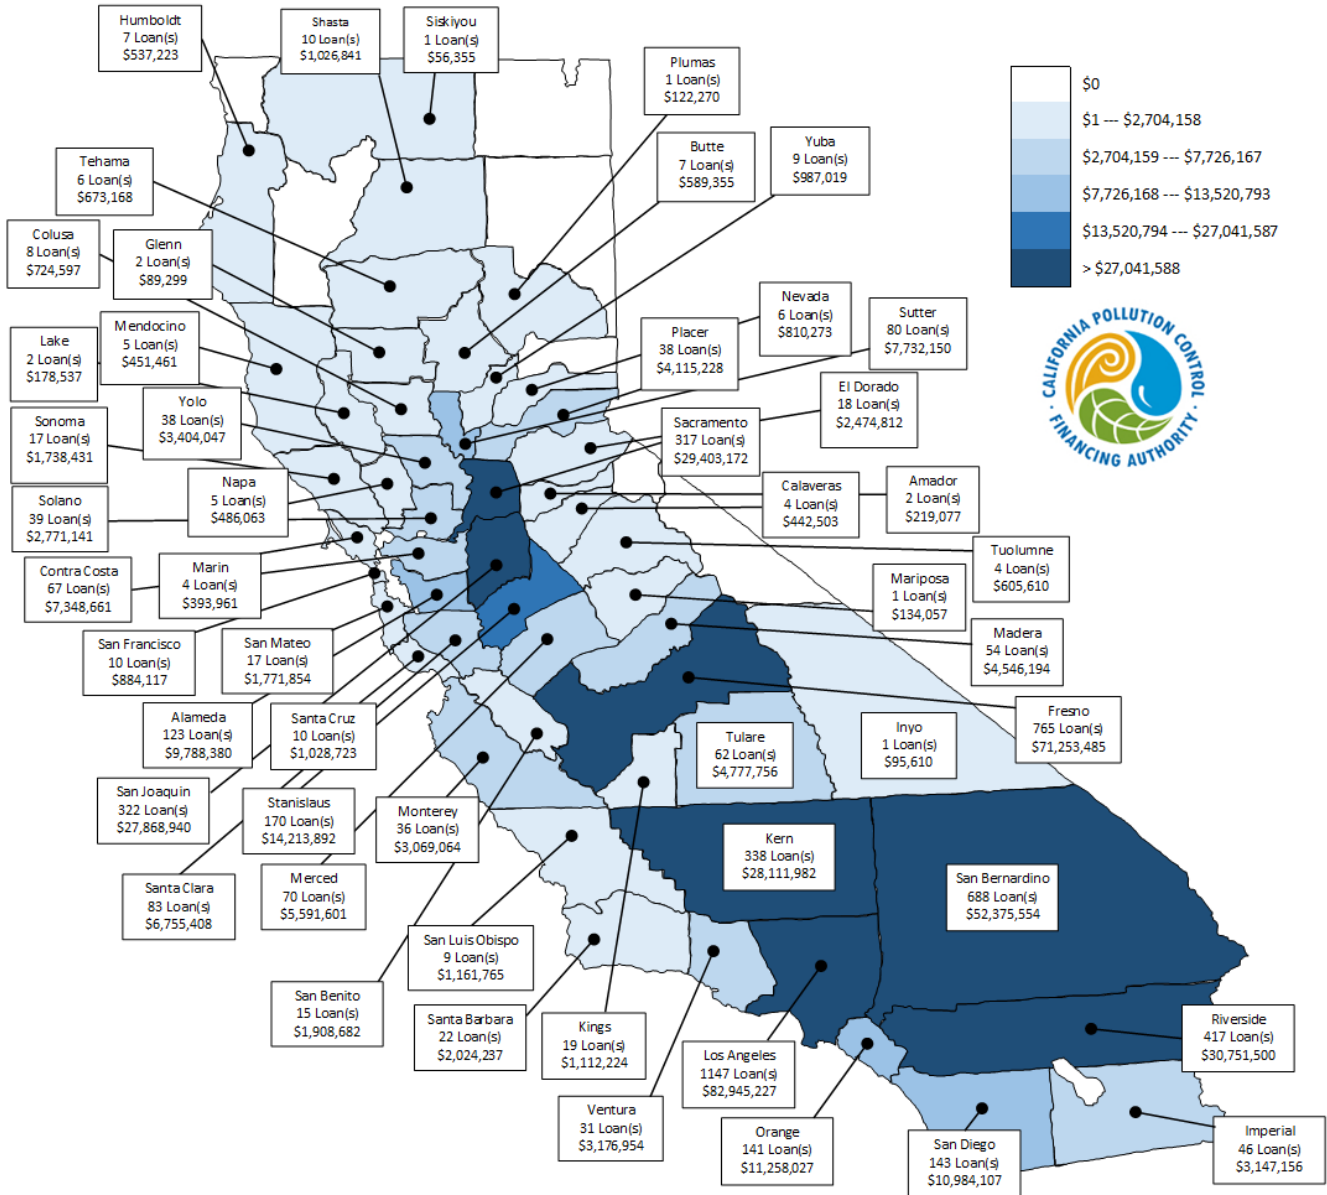 Humboldt
7 Loan(s)
$537,223
Shasta
10 Loan(s)
$1,026,841
Siskiyou
1 Loan(s)
$56,355
Plumas
1 Loan(s)
$122,270
$0
$1 --- $2,704,158
$2,704,159 --- $7,726,167
$7,726,168 --- $13,520,793
$13,520,794 --- $27,041,587
> $27,041,588
CALIFORNIA POLLUTION CONTROL
· FINANCING AUTHORITY ·
Butte
7 Loan(s)
$589,355
Yuba
9 Loan(s)
$987,019
Tehama
6 Loan(s)
$673,168
Colusa
8 Loan(s)
$724,597
Glenn
2 Loan(s)
$89,299
Nevada
6 Loan(s)
$810,273
Sutter
80 Loan(s)
$7,732,150
Lake
2 Loan(s)
$178,537
Mendocino
5 Loan(s)
$451,461
Placer
38 Loan(s)
$4,115,228
El Dorado
18 Loan(s)
$2,474,812
Yolo
38 Loan(s)
$3,404,047
Sonoma
17 Loan(s)
$1,738,431
Sacramento
317 Loan(s)
$29,403,172
Napa
5 Loan(s)
$486,063
Solano
39 Loan(s)
$2,771,141
Calaveras
4 Loan(s)
$442,503
Amador
2 Loan(s)
$219,077
Tuolumne
4 Loan(s)
$605,610
Contra Costa
67 Loan(s)
$7,348,661
Marin
4 Loan(s)
$393,961
Mariposa
1 Loan(s)
$134,057
Madera
54 Loan(s)
$4,546,194
San Francisco
10 Loan(s)
$884,117
San Mateo
17 Loan(s)
$1,771,854
Fresno
765 Loan(s)
$71,253,485
Alameda
123 Loan(s)
$9,788,380
Santa Cruz
10 Loan(s)
$1,028,723
Tulare
62 Loan(s)
$4,777,756
Inyo
1 Loan(s)
$95,610
San Joaquin
322 Loan(s)
$27,868,940
Stanislaus
170 Loan(s)
$14,213,892
Monterey
36 Loan(s)
$3,069,064
Kern
338 Loan(s)
$28,111,982
San Bernardino
688 Loan(s)
$52,375,554
Santa Clara
83 Loan(s)
$6,755,408
Merced
70 Loan(s)
$5,591,601
San Luis Obispo
9 Loan(s)
$1,161,765
San Benito
15 Loan(s)
$1,908,682
Santa Barbara
22 Loan(s)
$2,024,237
Kings
19 Loan(s)
$1,112,224
Los Angeles
1147 Loan(s)
$82,945,227
Riverside
417 Loan(s)
$30,751,500
Ventura
31 Loan(s)
$3,176,954
Orange
141 Loan(s)
$11,258,027
San Diego
143 Loan(s)
$10,984,107
Imperial
46 Loan(s)
$3,147,156